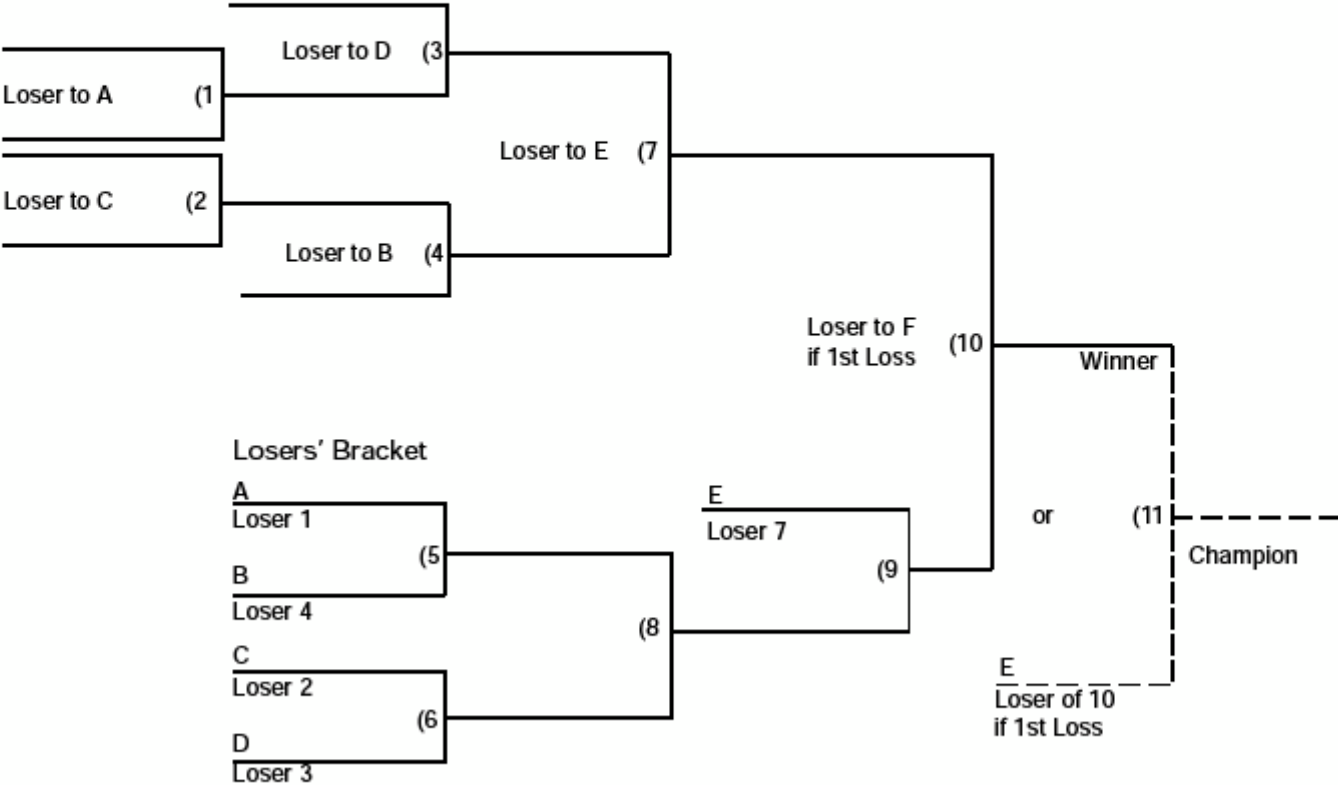 Loser to D (3
Loser to A (1
Loser to E (7
Loser to C (2
Loser to B (4
Loser to F
if 1st Loss
(10
Winner
Losers' Bracket
A
Loser 1
(5
B
Loser 4
E
Loser 7
(9
or (11
Champion
(8
C
Loser 2
(6
D
Loser 3
E
Loser of 10
if 1st Loss